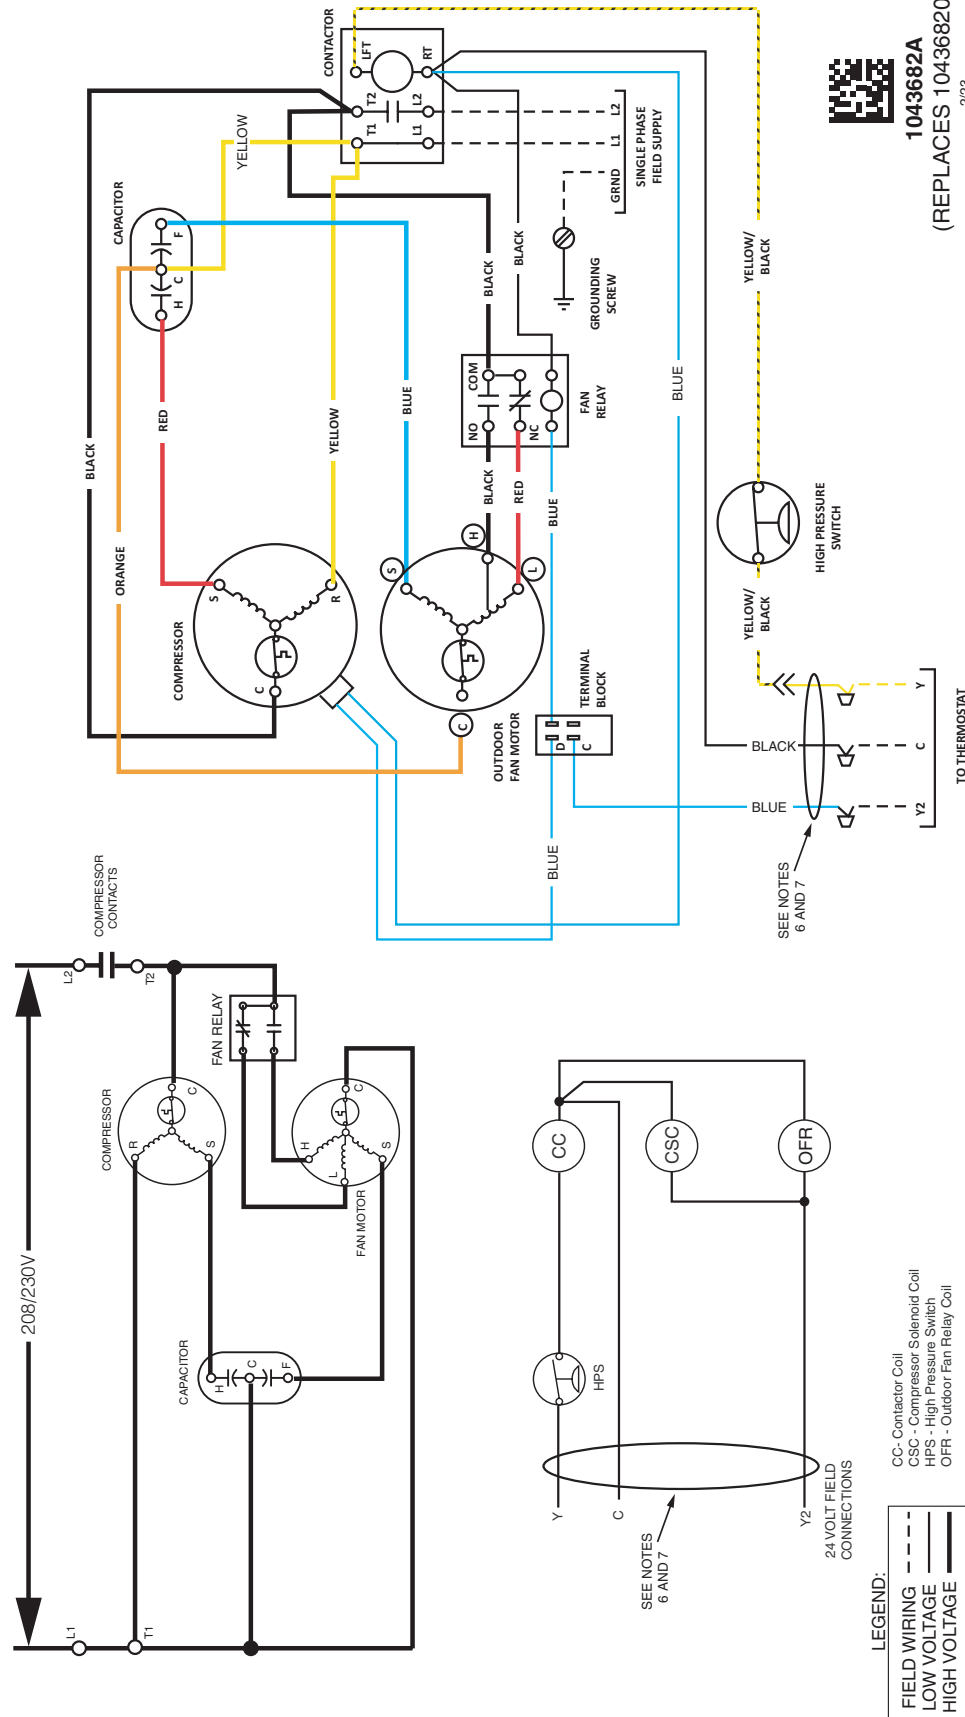 208/230V
L1
T1
L2
T2
COMPRESSOR
CONTACTS
COMPRESSOR
R
S
C
FAN RELAY
FAN MOTOR
H
L
S
C
CAPACITOR
H
C
F
CONTACTOR
LFT
RT
T2
L2
T1
L1
CAPACITOR
H
C
F
YELLOW
BLACK
RED
ORANGE
YELLOW
BLUE
BLACK
BLACK
L2
L1
GRND
SINGLE PHASE
FIELD SUPPLY
GROUNDING
SCREW
COM
NO
NC
FAN
RELAY
BLACK
RED
BLUE
BLUE
COMPRESSOR
S
R
C
OUTDOOR
FAN MOTOR
S
H
L
C
TERMINAL
BLOCK
D
C
BLUE
YELLOW/
BLACK
HIGH PRESSURE
SWITCH
YELLOW/
BLACK
BLACK
BLUE
Y
C
Y2
TO THERMOSTAT
SEE NOTES
6 AND 7
1043682A
(REPLACES 10436820
CC
CSC
OFR
HPS
Y
C
Y2
SEE NOTES
6 AND 7
24 VOLT FIELD
CONNECTIONS
CC- Contactor Coil
CSC - Compressor Solenoid Coil
HPS - High Pressure Switch
OFR - Outdoor Fan Relay Coil
LEGEND:
FIELD WIRING
LOW VOLTAGE
HIGH VOLTAGE